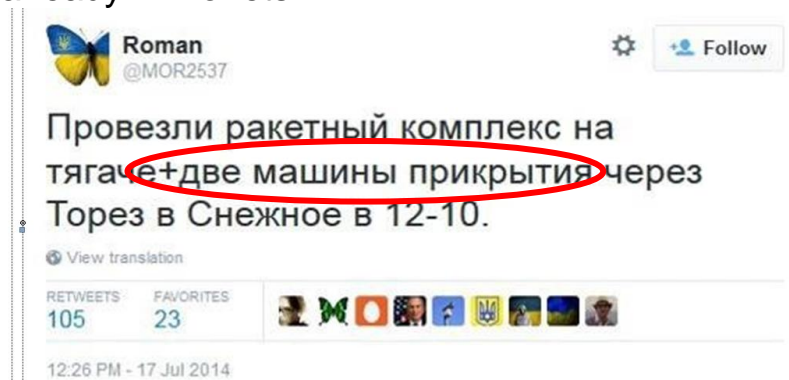 Roman
@MOR2537
Follow
Провезли ракетный комплекс на
тягаче+две машины прикрытия через
Торез в Снежное в 12-10.
View translation
RETWEETS FAVORITES
105 23
12:26 PM - 17 Jul 2014